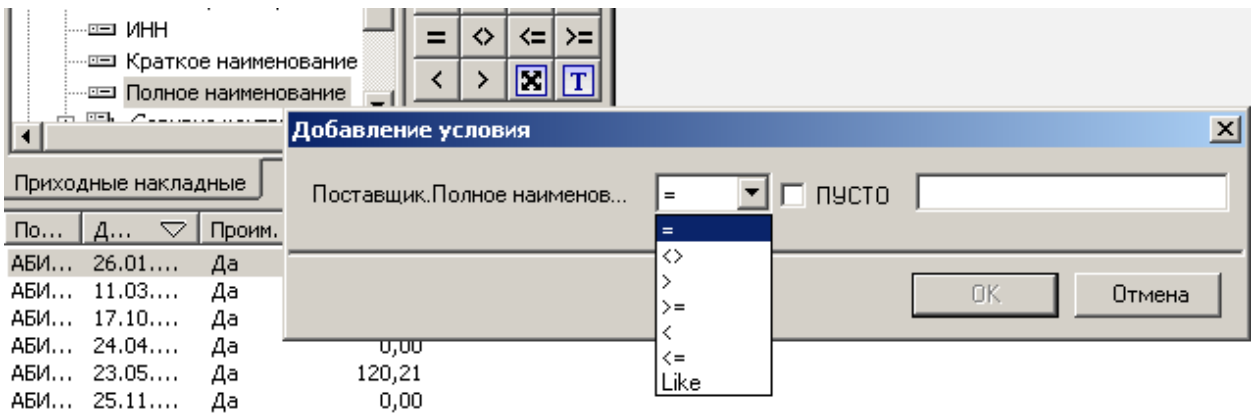 ИНН
Краткое наименование
Полное наименование
= <> <= >=
< > T
Добавление условия
Приходные накладные
Поставщик.Полное наименов...
=
ПУСТО
=
<>
>
>=
<
<=
Like
OK
Отмена
По... Д... Проим.
АБИ... 26.01.... Да
АБИ... 11.03.... Да
АБИ... 17.10.... Да
АБИ... 24.04.... Да 0,00
АБИ... 23.05.... Да 120,21
АБИ... 25.11.... Да 0,00